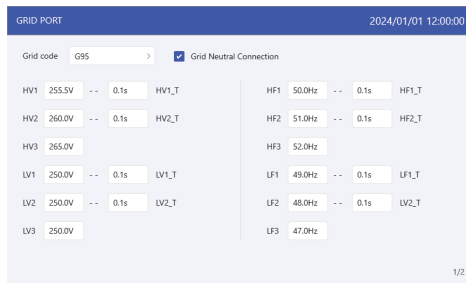 GRID PORT 2024/01/01 12:00:00
Grid code G95 > Grid Neutral Connection
HV1 255.5V -- 0.1s HV1_T HF1 50.0Hz -- 0.1s HF1_T
HV2 260.0V -- 0.1s HV2_T HF2 51.0Hz -- 0.1s HF2_T
HV3 265.0V HF3 52.0Hz
LV1 250.0V -- 0.1s LV1_T LF1 49.0Hz -- 0.1s LF1_T
LV2 250.0V -- 0.1s LV2_T LF2 48.0Hz -- 0.1s LV2_T
LV3 250.0V LF3 47.0Hz
1/2